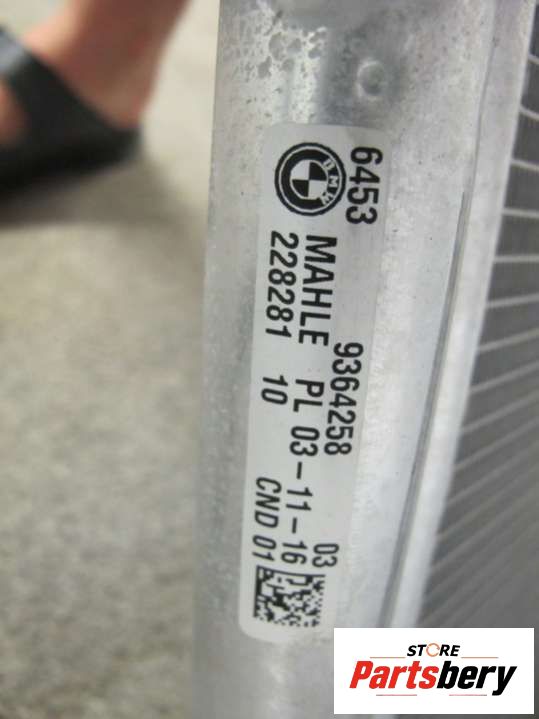 BMW
6453 9364258 03
MAHLE PL 03-11-16
228281 10 CND 01
STORE
Partsbery